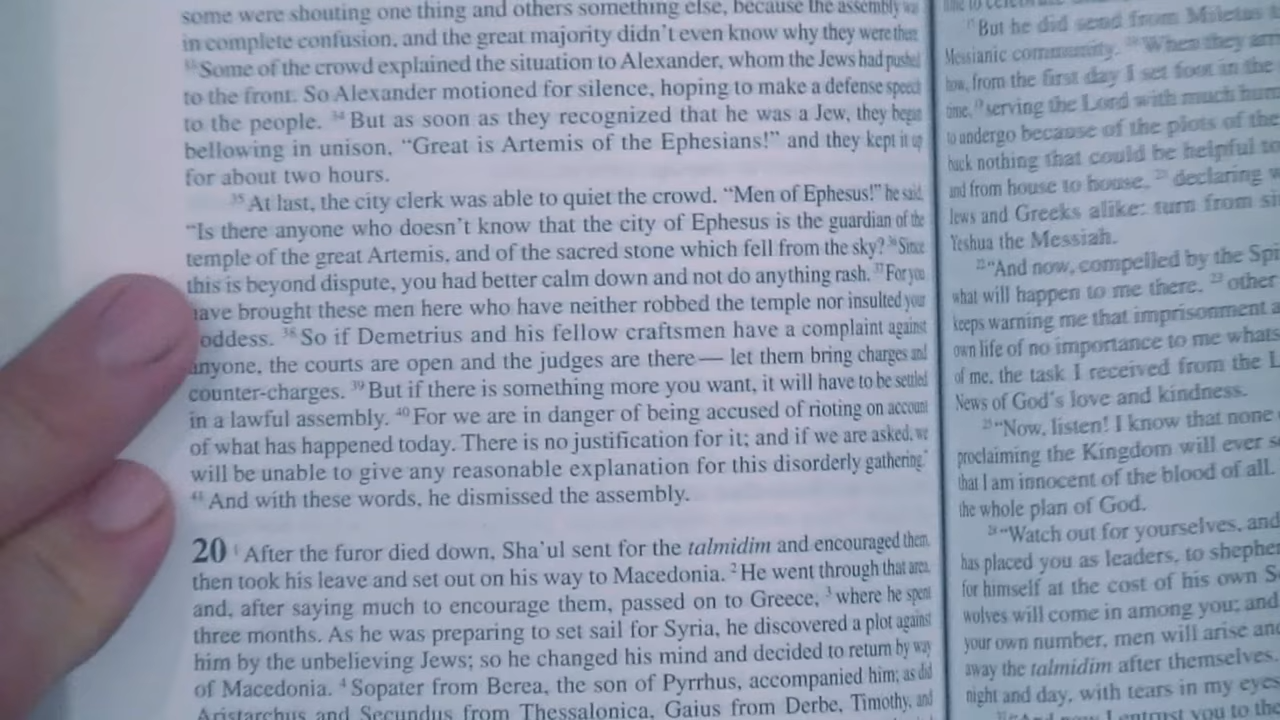 some were shouting one thing and others something else, because the assembly was
in complete confusion, and the great majority didn't even know why they were there.
33 Some of the crowd explained the situation to Alexander, whom the Jews had pushed
to the front. So Alexander motioned for silence, hoping to make a defense speech
to the people. 34 But as soon as they recognized that he was a Jew, they began
bellowing in unison, "Great is Artemis of the Ephesians!" and they kept it up
for about two hours.
35 At last, the city clerk was able to quiet the crowd. "Men of Ephesus!" he said,
"Is there anyone who doesn't know that the city of Ephesus is the guardian of the
temple of the great Artemis, and of the sacred stone which fell from the sky? 36 Since
this is beyond dispute, you had better calm down and not do anything rash. 37 For you
have brought these men here who have neither robbed the temple nor insulted your
oddess. 38 So if Demetrius and his fellow craftsmen have a complaint against
anyone, the courts are open and the judges are there — let them bring charges and
counter-charges. 39 But if there is something more you want, it will have to be settled
in a lawful assembly. 40 For we are in danger of being accused of rioting on account
of what has happened today. There is no justification for it; and if we are asked, we
will be unable to give any reasonable explanation for this disorderly gathering."
41 And with these words, he dismissed the assembly.
20 1 After the furor died down, Sha'ul sent for the talmidim and encouraged them,
then took his leave and set out on his way to Macedonia. 2 He went through that area,
and, after saying much to encourage them, passed on to Greece, 3 where he spent
three months. As he was preparing to set sail for Syria, he discovered a plot against
him by the unbelieving Jews; so he changed his mind and decided to return by way
of Macedonia. 4 Sopater from Berea, the son of Pyrrhus, accompanied him; as did
Aristarchus and Secundus from Thessalonica, Gaius from Derbe, Timothy, and
17 But he did send from Miletus
Messianic community. 18 When they
how, from the first day I set foot in the
time, 19 serving the Lord with much
to undergo because of the plots of the
back nothing that could be helpful to
and from house to house, 21 declaring
Jews and Greeks alike: turn from
Yeshua the Messiah.
22 "And now, compelled by the
what will happen to me there, 23 other
keeps warning me that imprisonment
own life of no importance to me
of me, the task I received from the
News of God's love and kindness.
25 "Now, listen! I know that none
proclaiming the Kingdom will ever
that I am innocent of the blood of all.
the whole plan of God.
28 "Watch out for yourselves, and
has placed you as leaders, to
for himself at the cost of his own
wolves will come in among you; and
your own number, men will arise
away the talmidim after themselves.
night and day, with tears in my eyes
I entrust you to the